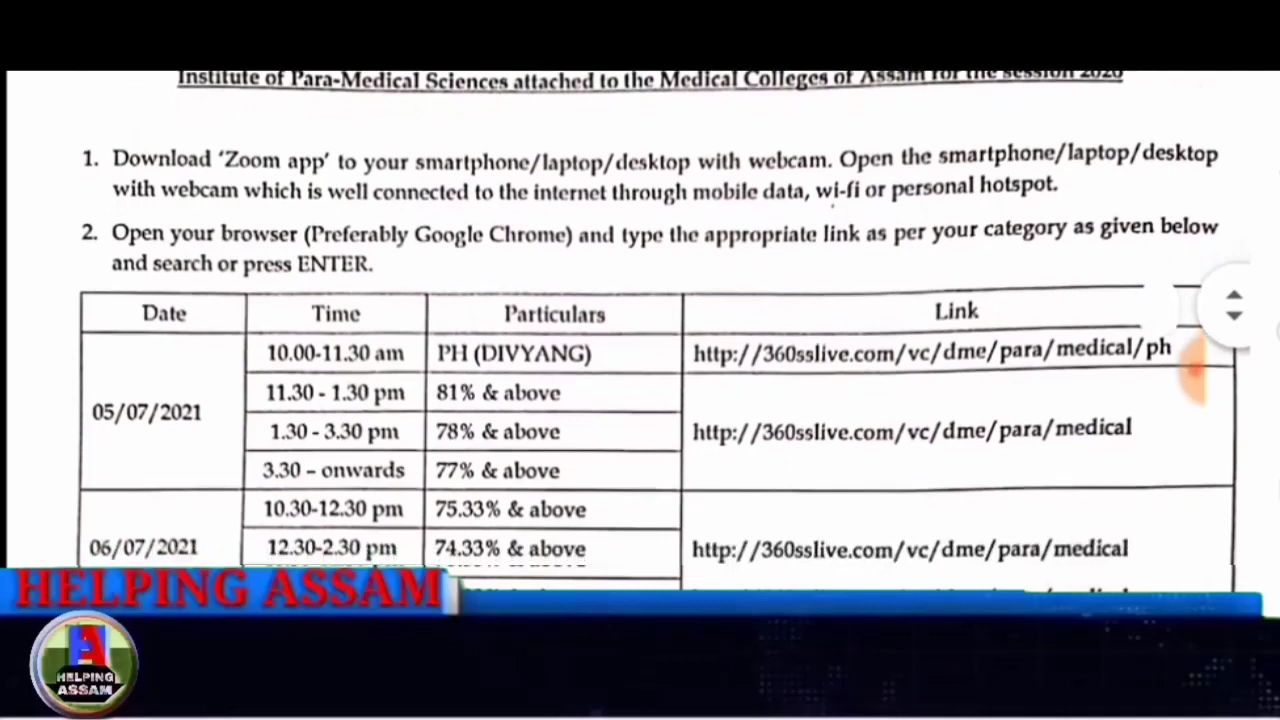 Institute of Para-Medical Sciences attached to the Medical Colleges of Assam for the session 2020
1. Download ‘Zoom app’ to your smartphone/laptop/desktop with webcam. Open the smartphone/laptop/desktop
with webcam which is well connected to the internet through mobile data, wi-fi or personal hotspot.
2. Open your browser (Preferably Google Chrome) and type the appropriate link as per your category as given below
and search or press ENTER.
Date Time Particulars Link
10.00-11.30 am PH (DIVYANG) http://360sslive.com/vc/dme/para/medical/ph
05/07/2021 11.30 - 1.30 pm 81% & above
1.30 - 3.30 pm 78% & above http://360sslive.com/vc/dme/para/medical
3.30 – onwards 77% & above
10.30-12.30 pm 75.33% & above
06/07/2021 12.30-2.30 pm 74.33% & above http://360sslive.com/vc/dme/para/medical
HELPING ASSAM
A
HELPING
ASSAM